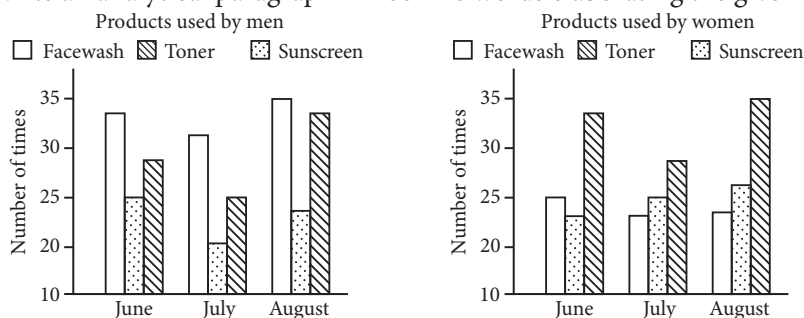 Products used by men
Facewash Toner Sunscreen
Number of times
35
30
25
20
10
June July August
Products used by women
Facewash Toner Sunscreen
Number of times
35
30
25
20
10
June July August